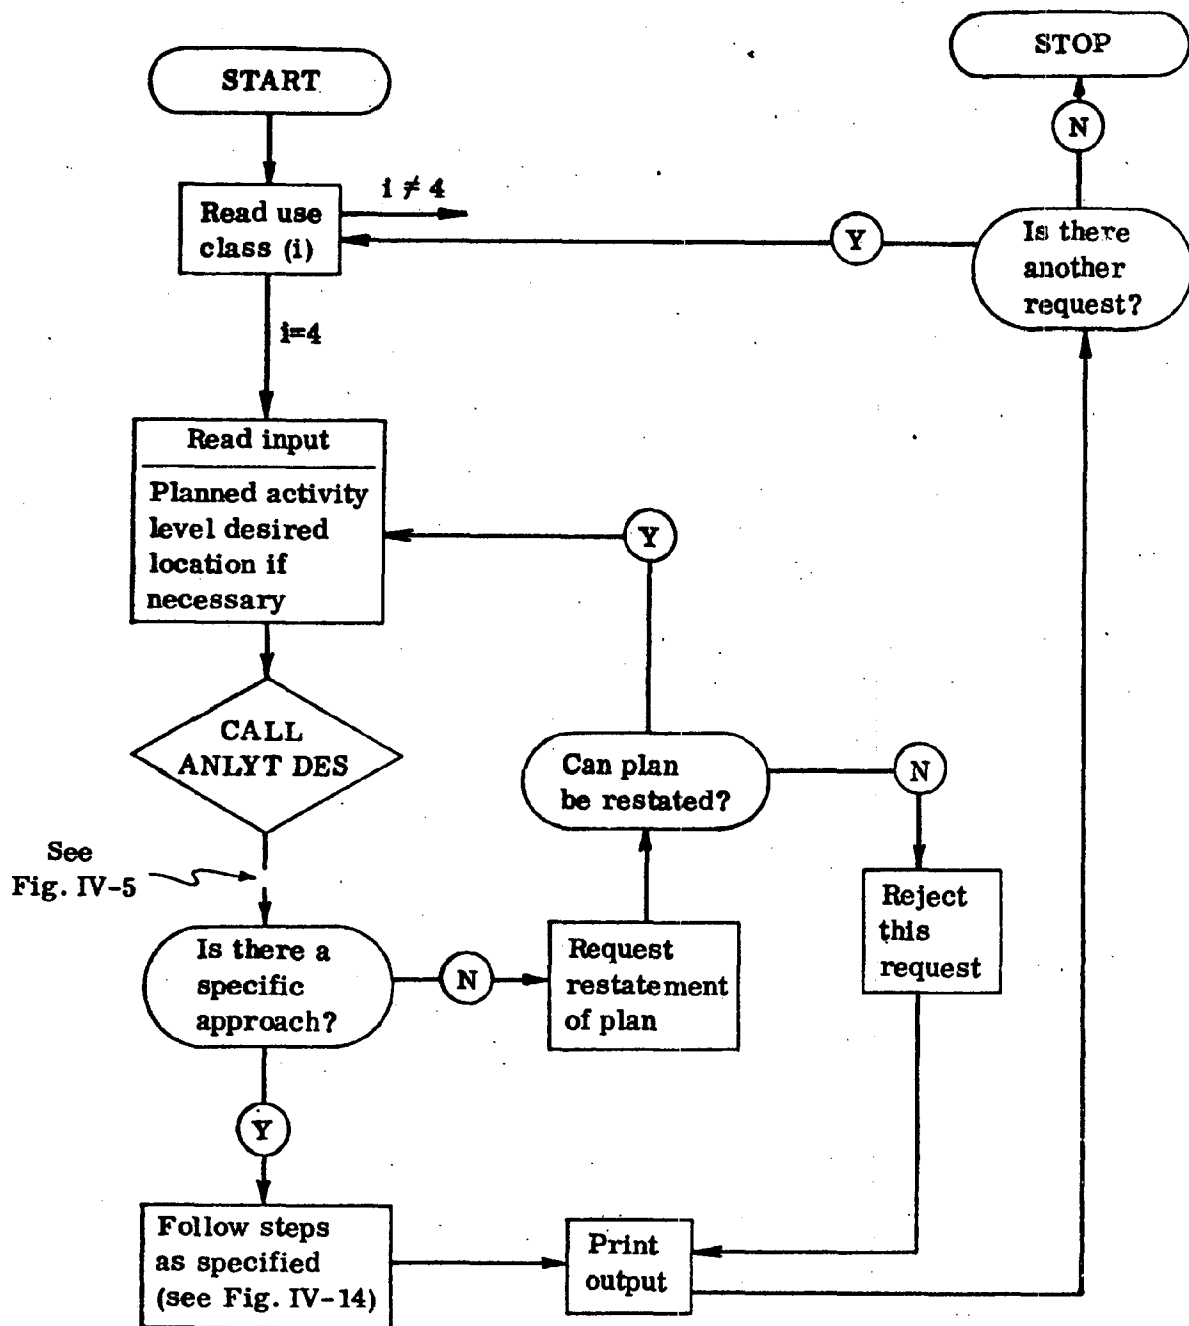 START
STOP
N
Read use
class (i)
i ≠ 4
Y
Is there
another
request?
i=4
Read input
Planned activity
level desired
location if
necessary
Y
CALL
ANLYT DES
Can plan
be restated?
N
See
Fig. IV-5
Is there a
specific
approach?
N
Request
restatement
of plan
Reject
this
request
Y
Follow steps
as specified
(see Fig. IV-14)
Print
output